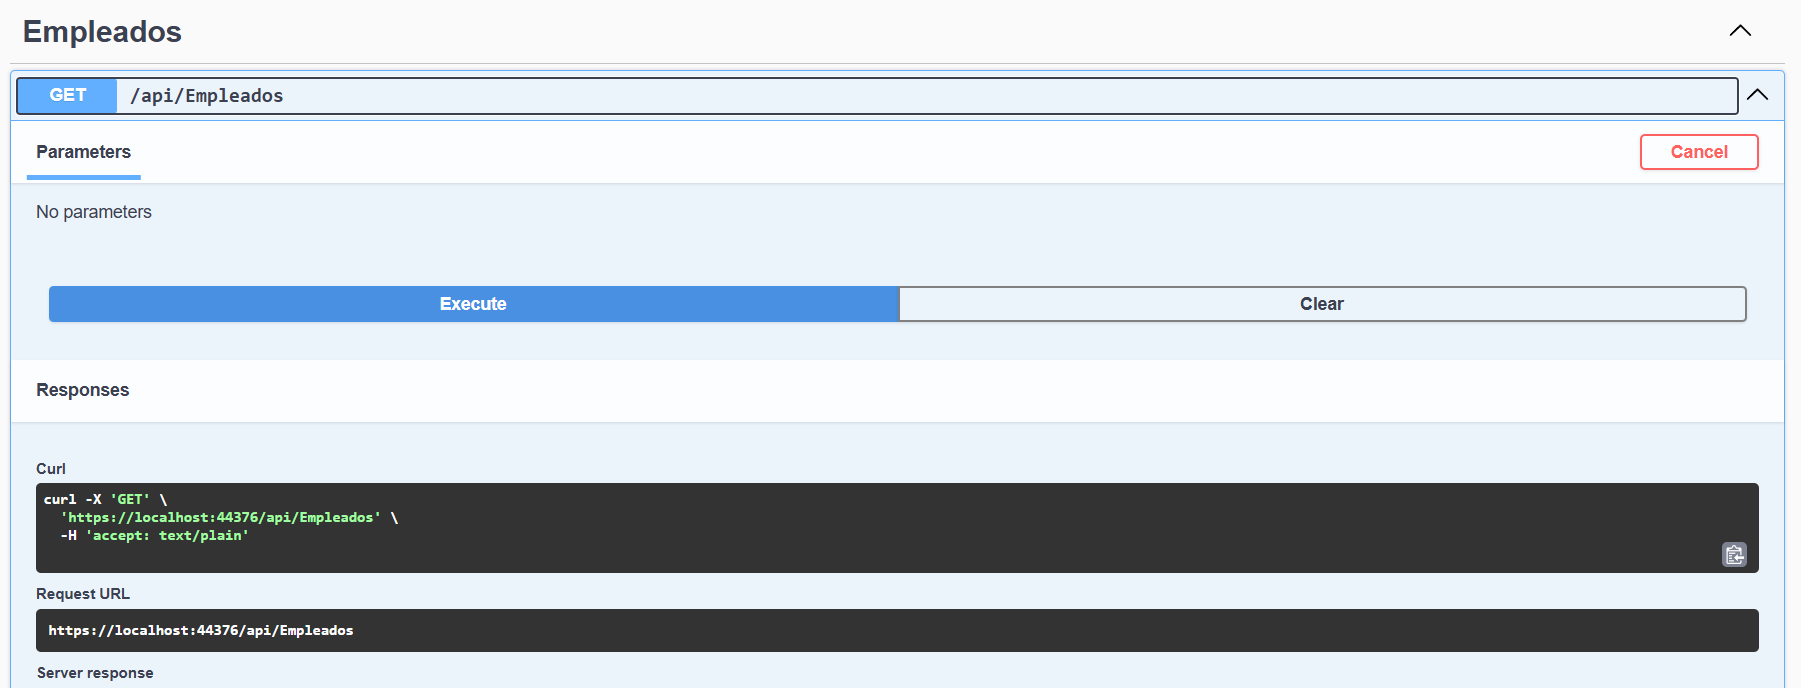 Empleados
GET /api/Empleados
Parameters
Cancel
No parameters
Execute
Clear
Responses
Curl
curl -X 'GET' \
'https://localhost:44376/api/Empleados' \
-H 'accept: text/plain'
Request URL
https://localhost:44376/api/Empleados
Server response